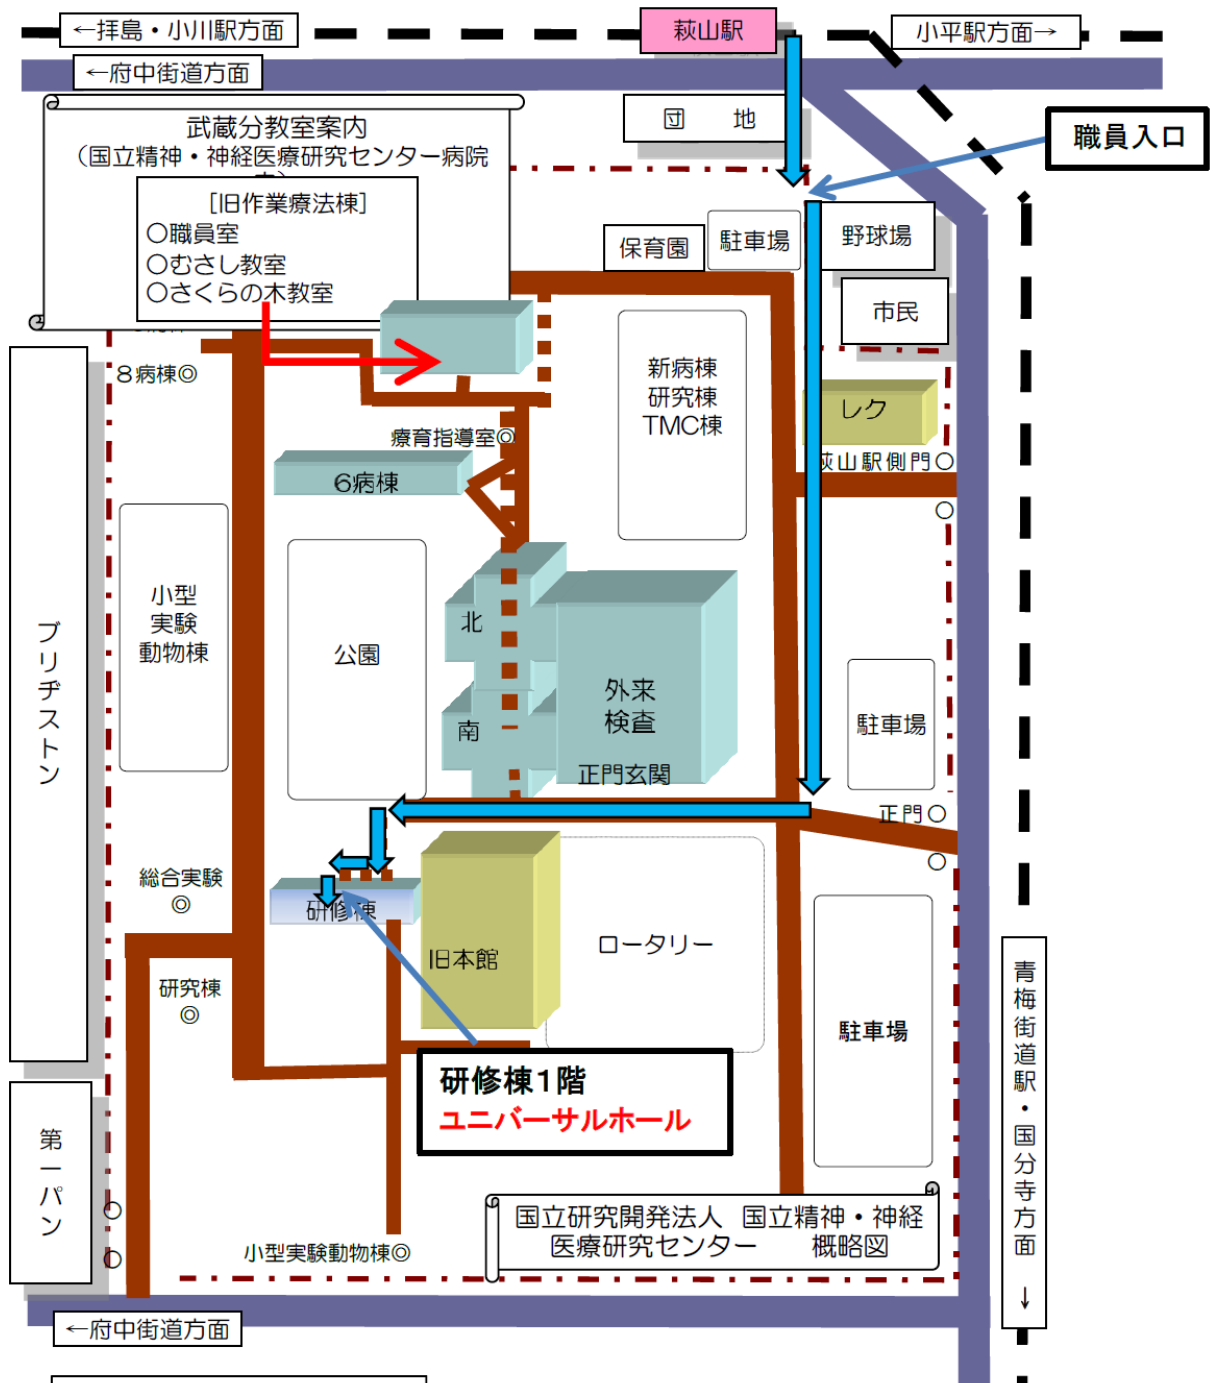 ←拝島・小川駅方面
萩山駅
小平駅方面→
←府中街道方面
団　地
職員入口
武蔵分教室案内
（国立精神・神経医療研究センター病院
[旧作業療法棟]
○職員室
○むさし教室
○さくらの木教室
保育園
駐車場
野球場
市民
8病棟◎
新病棟
研究棟
TMC棟
レク
療育指導室◎
萩山駅側門○
○
6病棟
小型
実験
動物棟
公園
北
南
外来
検査
正門玄関
駐車場
正門○
○
ブリヂストン
総合実験
◎
研修棟
旧本館
ロータリー
研究棟
◎
駐車場
青梅街道駅・国分寺方面 →
研修棟1階
ユニバーサルホール
第一パン
○
○
小型実験動物棟◎
国立研究開発法人　国立精神・神経
医療研究センター　　概略図
←府中街道方面